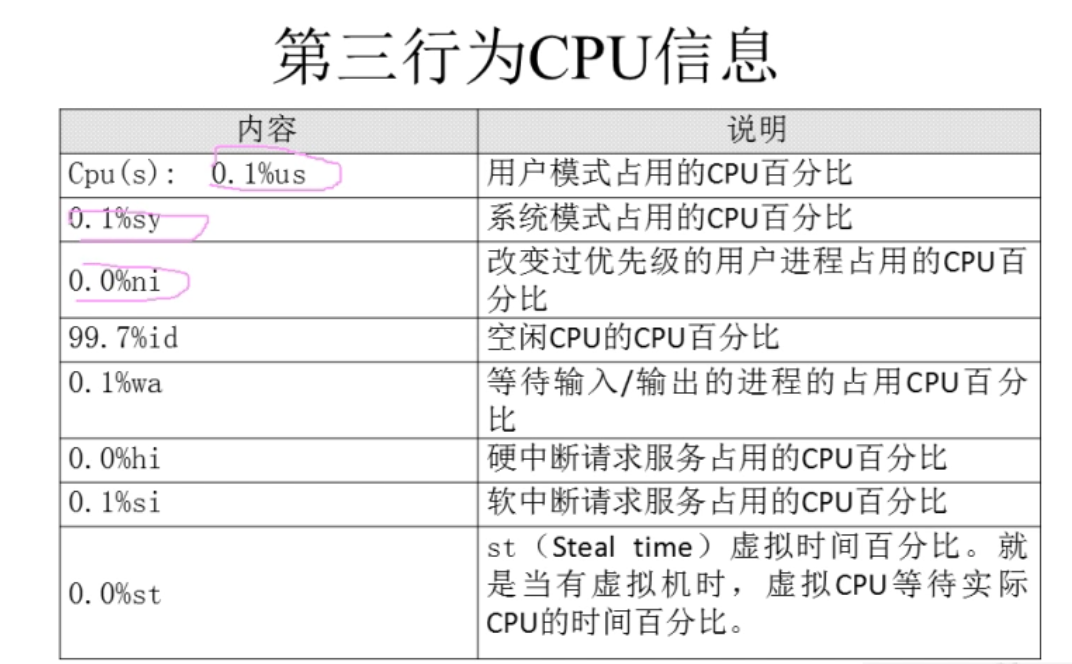 第三行为CPU信息
内容 说明
Cpu(s): 0.1%us 用户模式占用的CPU百分比
0.1%sy 系统模式占用的CPU百分比
0.0%ni 改变过优先级的用户进程占用的CPU百
分比
99.7%id 空闲CPU的CPU百分比
0.1%wa 等待输入/输出的进程的占用CPU百分
比
0.0%hi 硬中断请求服务占用的CPU百分比
0.1%si 软中断请求服务占用的CPU百分比
0.0%st st（Steal time）虚拟时间百分比。就
是当有虚拟机时，虚拟CPU等待实际
CPU的时间百分比。